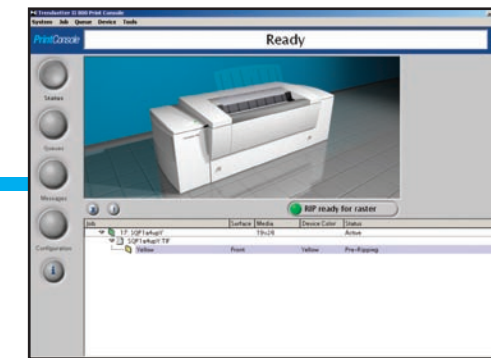 Trendsetter II 800 Print Console
System Job Queue Device Tools
PrintConsole
Ready
Status
Queues
Messages
Configuration
RIP ready for raster
Job Surface Media Device Color Status
Active
Yellow Front Yellow Pre-Ripping